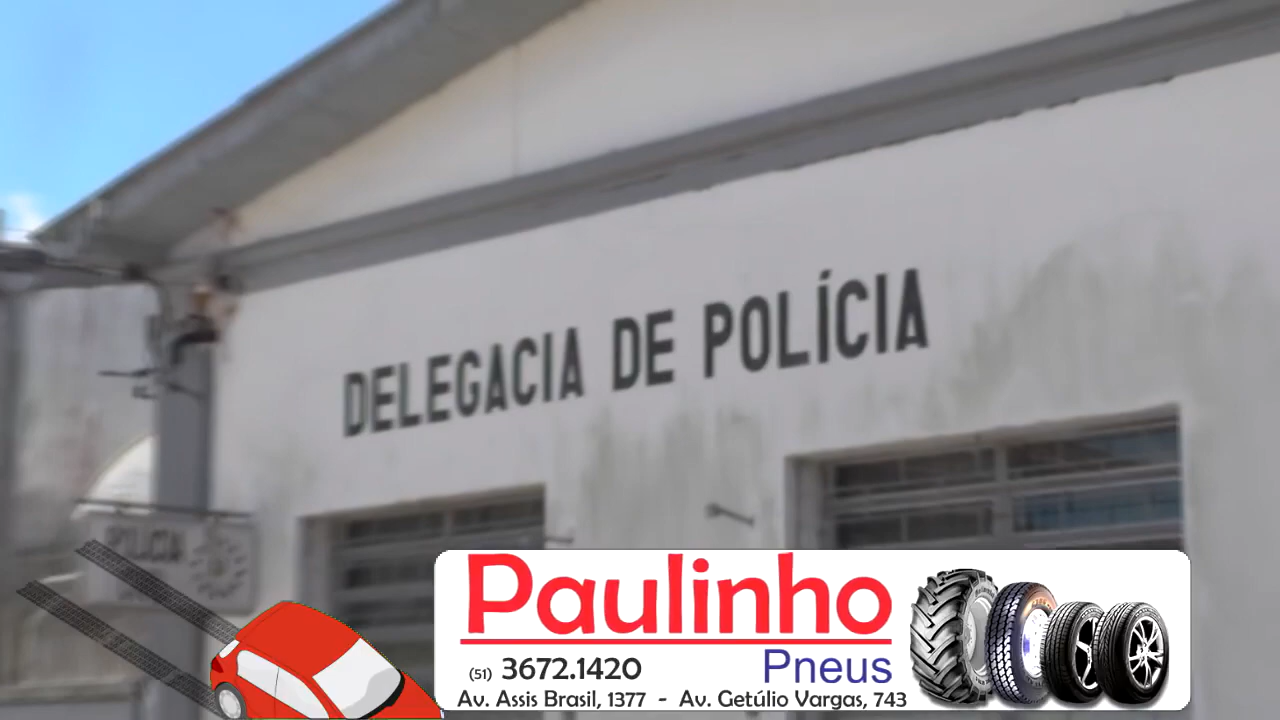 DELEGACIA DE POLÍCIA
POLÍCIA
Paulinho
Pneus
(51) 3672.1420
Av. Assis Brasil, 1377 - Av. Getúlio Vargas, 743